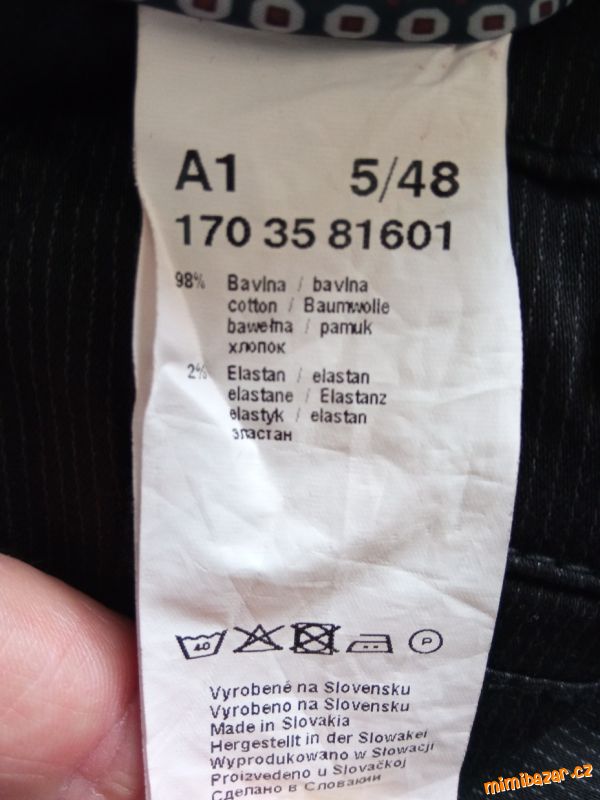 A1 5/48
170 35 81601
98% Bavlna / bavlna
cotton / Baumwolle
bawełna / pamuk
хлопок
2% Elastan / elastan
elastane / Elastanz
elastyk / elastan
эластан
40 P
Vyrobené na Slovensku
Vyrobeno na Slovensku
Made in Slovakia
Hergestellt in der Slowakei
Wyprodukowano w Słowacji
Proizvedeno u Slovačkoj
Сделано в Словакии
mimibazar.cz